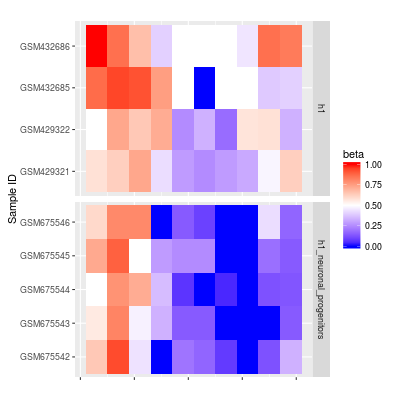 GSM432686
GSM432685
GSM429322
GSM429321
h1
GSM675546
GSM675545
GSM675544
GSM675543
GSM675542
h1_neuronal_progenitors
Sample ID
beta
1.00
0.75
0.50
0.25
0.00